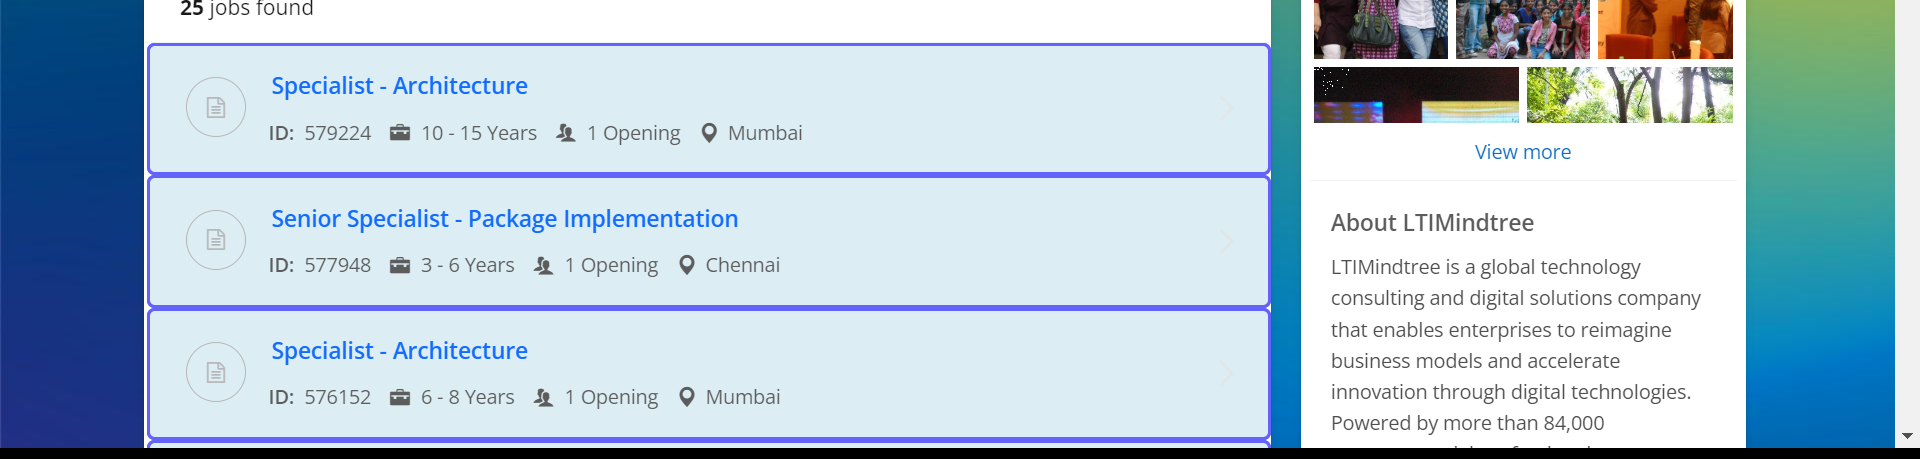 25 jobs found
Specialist - Architecture
ID: 579224 10 - 15 Years 1 Opening Mumbai
Senior Specialist - Package Implementation
ID: 577948 3 - 6 Years 1 Opening Chennai
Specialist - Architecture
ID: 576152 6 - 8 Years 1 Opening Mumbai
View more
About LTIMindtree
LTIMindtree is a global technology
consulting and digital solutions company
that enables enterprises to reimagine
business models and accelerate
innovation through digital technologies.
Powered by more than 84,000